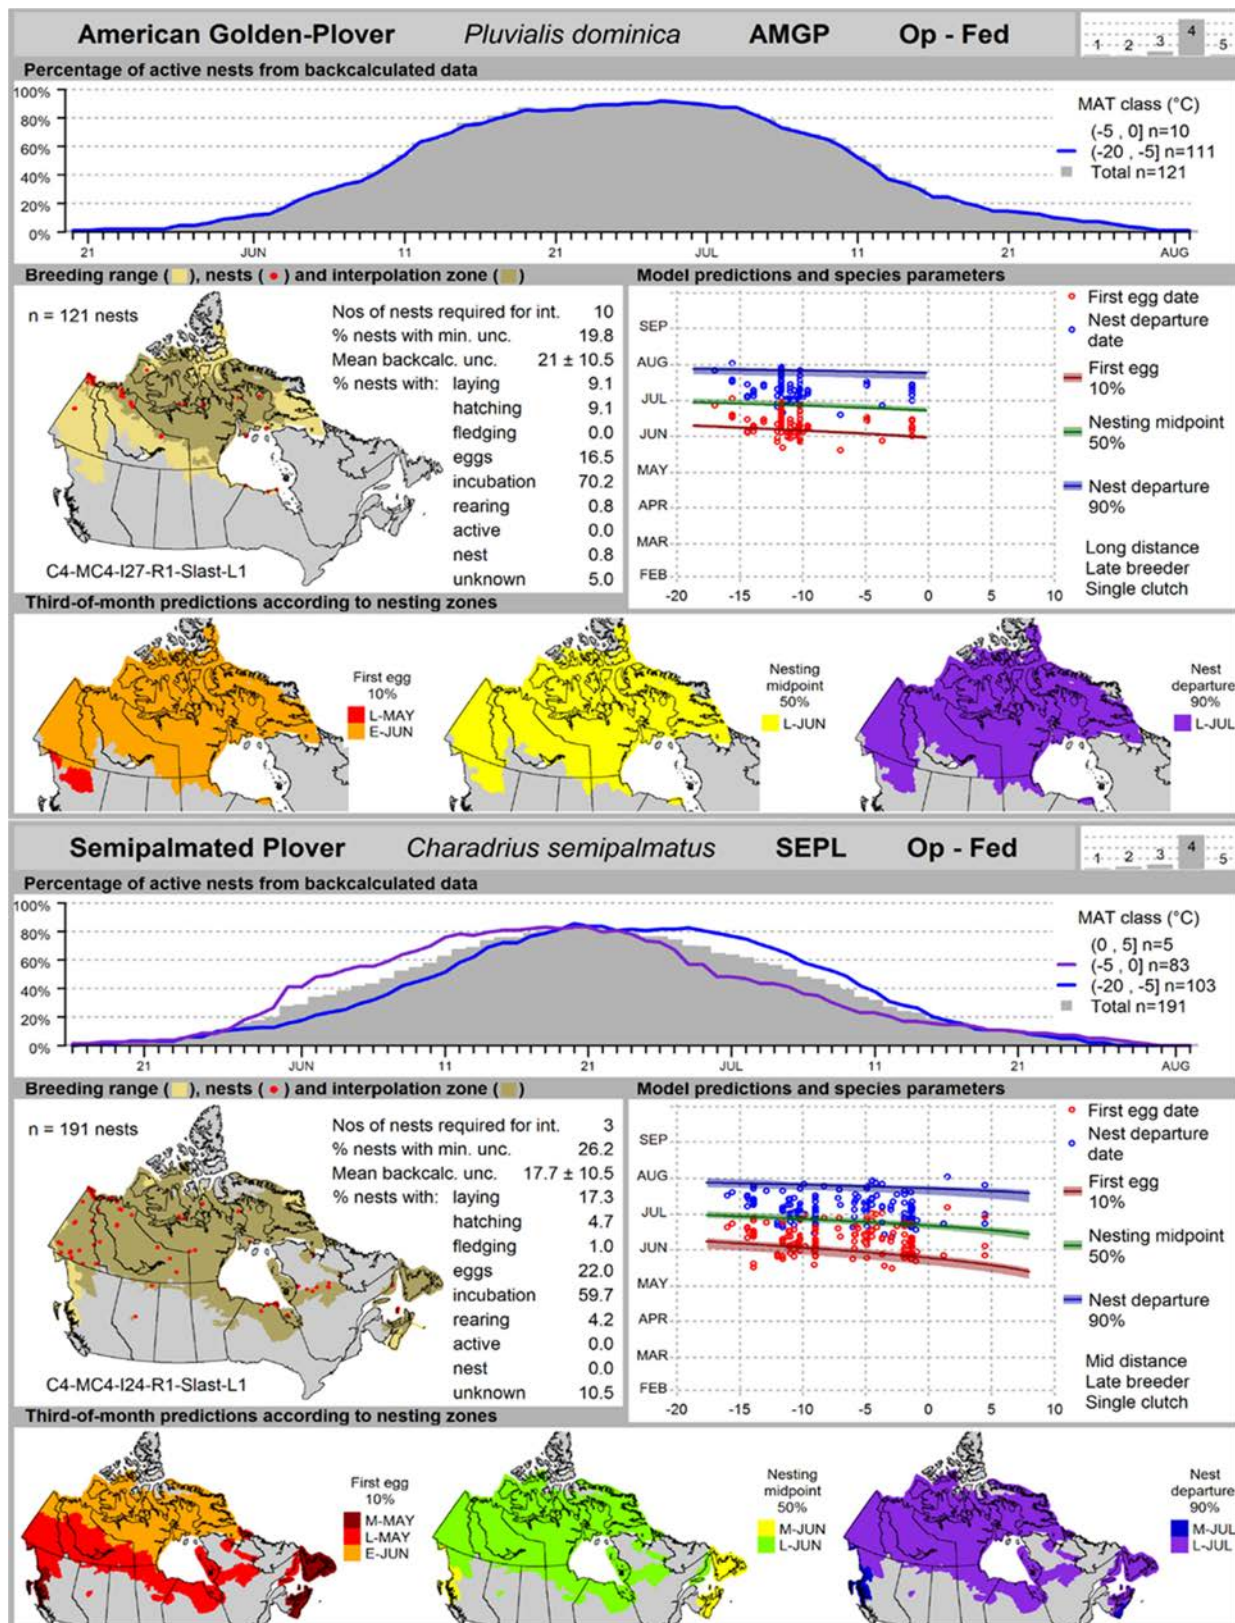 American Golden-Plover Pluvialis dominica AMGP Op - Fed
1 2 3 4 5
Percentage of active nests from backcalculated data
100%
80%
60%
40%
20%
0%
21 JUN 11 21 JUL 11 21 AUG
MAT class (°C)
(-5 , 0] n=10
(-20 , -5] n=111
Total n=121
Breeding range ( ), nests ( ) and interpolation zone ( )
n = 121 nests
Nos of nests required for int. 10
% nests with min. unc. 19.8
Mean backcalc. unc. 21 ± 10.5
% nests with: laying 9.1
hatching 9.1
fledging 0.0
eggs 16.5
incubation 70.2
rearing 0.8
active 0.0
nest 0.8
unknown 5.0
C4-MC4-I27-R1-Slast-L1
Model predictions and species parameters
SEP
AUG
JUL
JUN
MAY
APR
MAR
FEB
-20 -15 -10 -5 0 5 10
First egg date
Nest departure
date
First egg
10%
Nesting midpoint
50%
Nest departure
90%
Long distance
Late breeder
Single clutch
Third-of-month predictions according to nesting zones
First egg
10%
L-MAY
E-JUN
Nesting
midpoint
50%
L-JUN
Nest
departure
90%
L-JUL
Semipalmated Plover Charadrius semipalmatus SEPL Op - Fed
1 2 3 4 5
Percentage of active nests from backcalculated data
100%
80%
60%
40%
20%
0%
21 JUN 11 21 JUL 11 21 AUG
MAT class (°C)
(0 , 5] n=5
(-5 , 0] n=83
(-20 , -5] n=103
Total n=191
Breeding range ( ), nests ( ) and interpolation zone ( )
n = 191 nests
Nos of nests required for int. 3
% nests with min. unc. 26.2
Mean backcalc. unc. 17.7 ± 10.5
% nests with: laying 17.3
hatching 4.7
fledging 1.0
eggs 22.0
incubation 59.7
rearing 4.2
active 0.0
nest 0.0
unknown 10.5
C4-MC4-I24-R1-Slast-L1
Model predictions and species parameters
SEP
AUG
JUL
JUN
MAY
APR
MAR
FEB
-20 -15 -10 -5 0 5 10
First egg date
Nest departure
date
First egg
10%
Nesting midpoint
50%
Nest departure
90%
Mid distance
Late breeder
Single clutch
Third-of-month predictions according to nesting zones
First egg
10%
M-MAY
L-MAY
E-JUN
Nesting
midpoint
50%
M-JUN
L-JUN
Nest
departure
90%
M-JUL
L-JUL